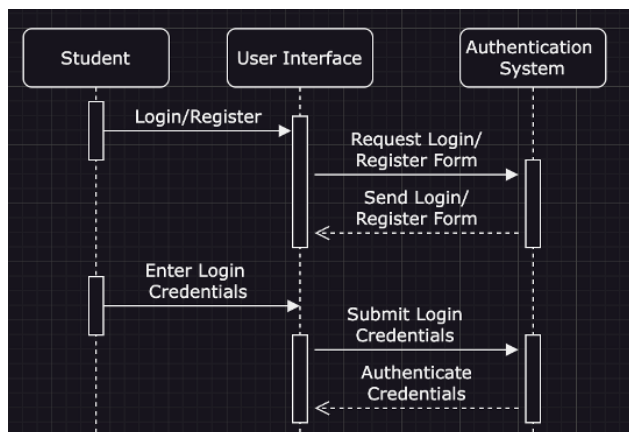 Student
User Interface
Authentication
System
Login/Register
Request Login/
Register Form
Send Login/
Register Form
Enter Login
Credentials
Submit Login
Credentials
Authenticate
Credentials